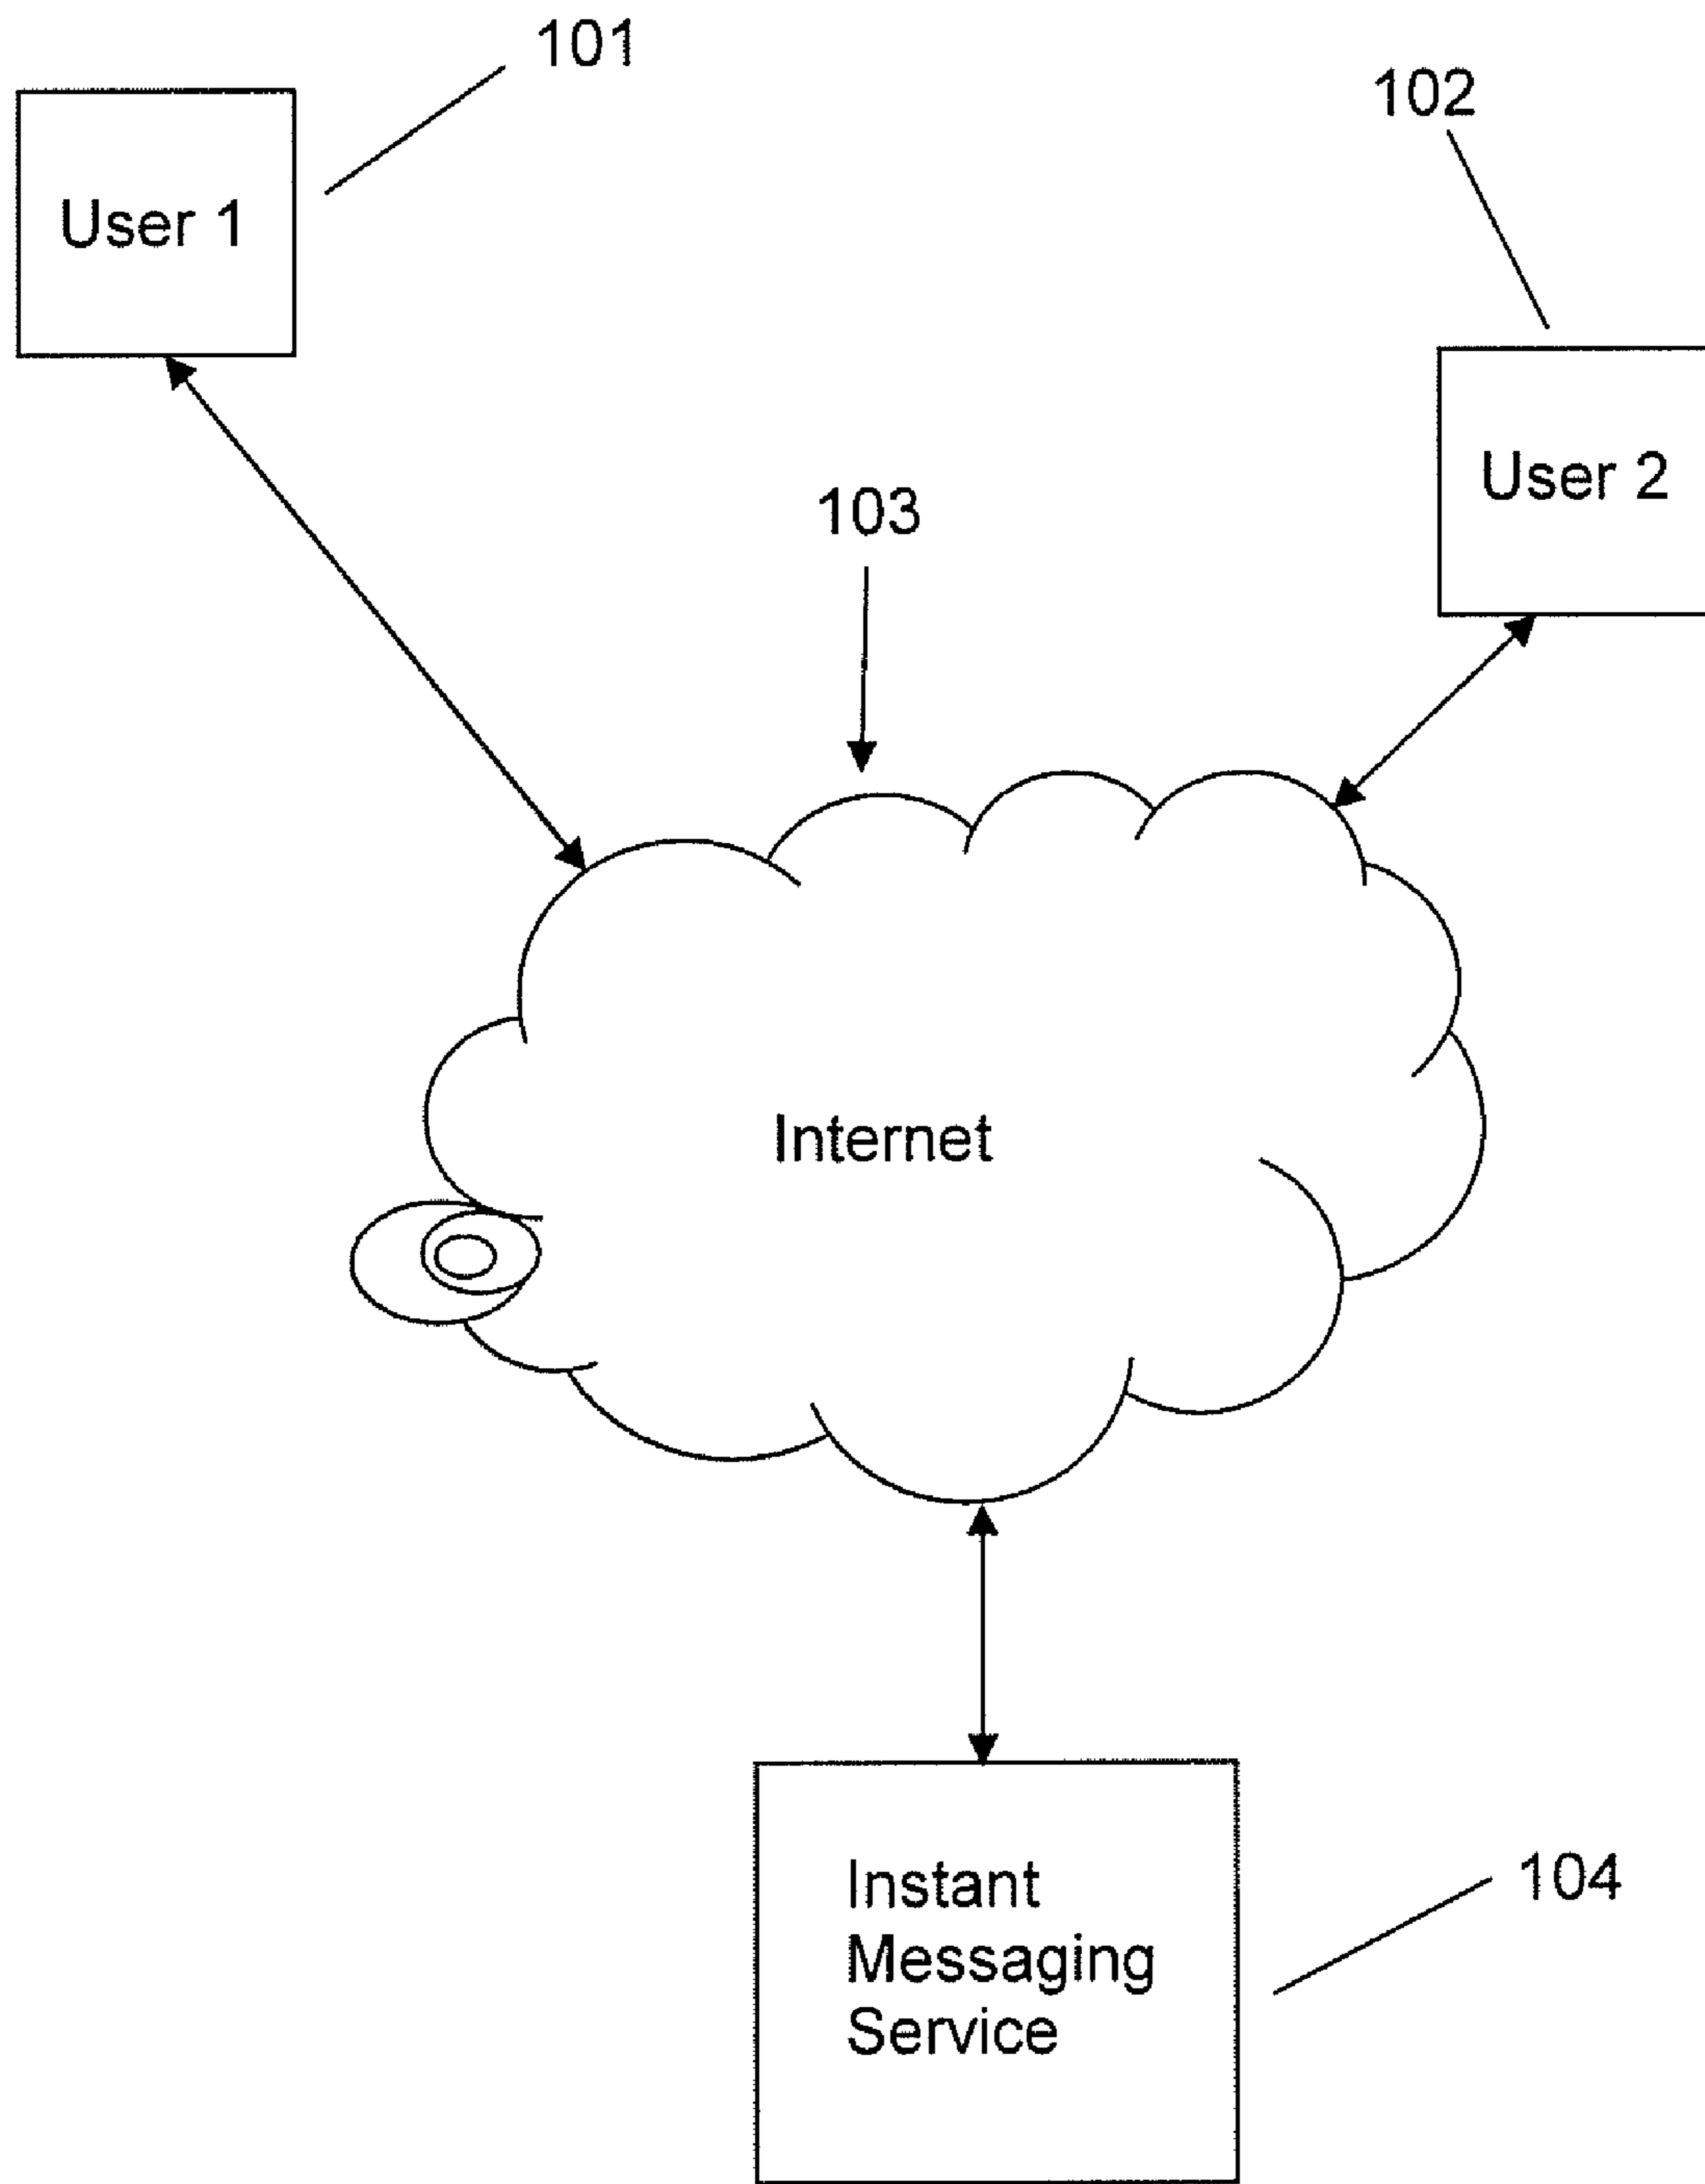 101
User 1
102
User 2
103
Internet
Instant
Messaging
Service
104